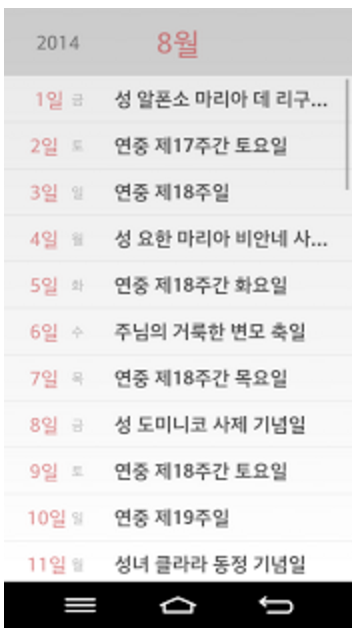 2014 8월
1일 금 성 알폰소 마리아 데 리구...
2일 토 연중 제17주간 토요일
3일 일 연중 제18주일
4일 월 성 요한 마리아 비안네 사...
5일 화 연중 제18주간 화요일
6일 수 주님의 거룩한 변모 축일
7일 목 연중 제18주간 목요일
8일 금 성 도미니코 사제 기념일
9일 토 연중 제18주간 토요일
10일 일 연중 제19주일
11일 월 성녀 클라라 동정 기념일